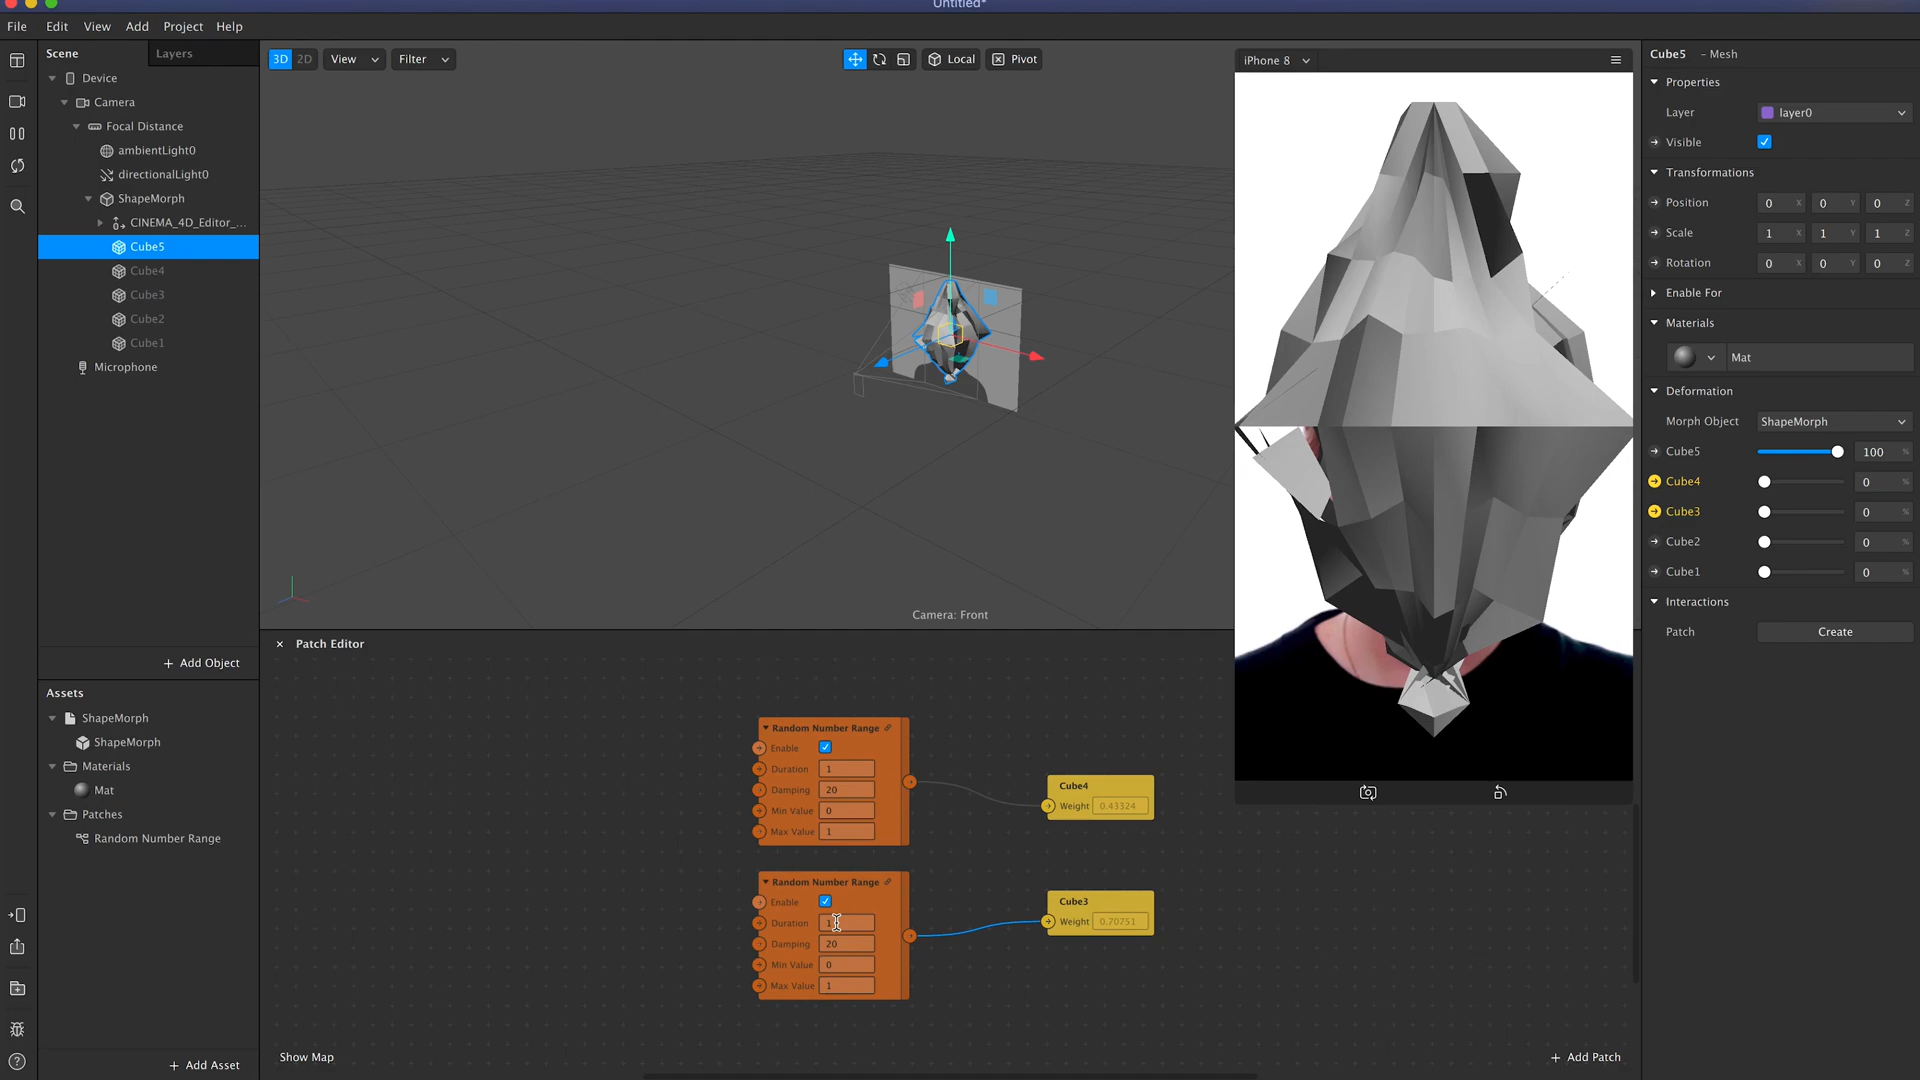 Untitled*
File Edit View Add Project Help
Scene Layers
Device
Camera
Focal Distance
ambientLight0
directionalLight0
ShapeMorph
CINEMA_4D_Editor_...
Cube5
Cube4
Cube3
Cube2
Cube1
Microphone
+ Add Object
Assets
ShapeMorph
ShapeMorph
Materials
Mat
Patches
Random Number Range
+ Add Asset
3D 2D View Filter Local Pivot
Camera: Front
iPhone 8
× Patch Editor
Random Number Range
Enable
Duration 1
Damping 20
Min Value 0
Max Value 1
Cube4
Weight 0.43324
Random Number Range
Enable
Duration 1
Damping 20
Min Value 0
Max Value 1
Cube3
Weight 0.70751
Show Map
+ Add Patch
Cube5 - Mesh
Properties
Layer layer0
Visible
Transformations
Position 0 X 0 Y 0 Z
Scale 1 X 1 Y 1 Z
Rotation 0 X 0 Y 0 Z
Enable For
Materials
Mat
Deformation
Morph Object ShapeMorph
Cube5 100 %
Cube4 0 %
Cube3 0 %
Cube2 0 %
Cube1 0 %
Interactions
Patch Create